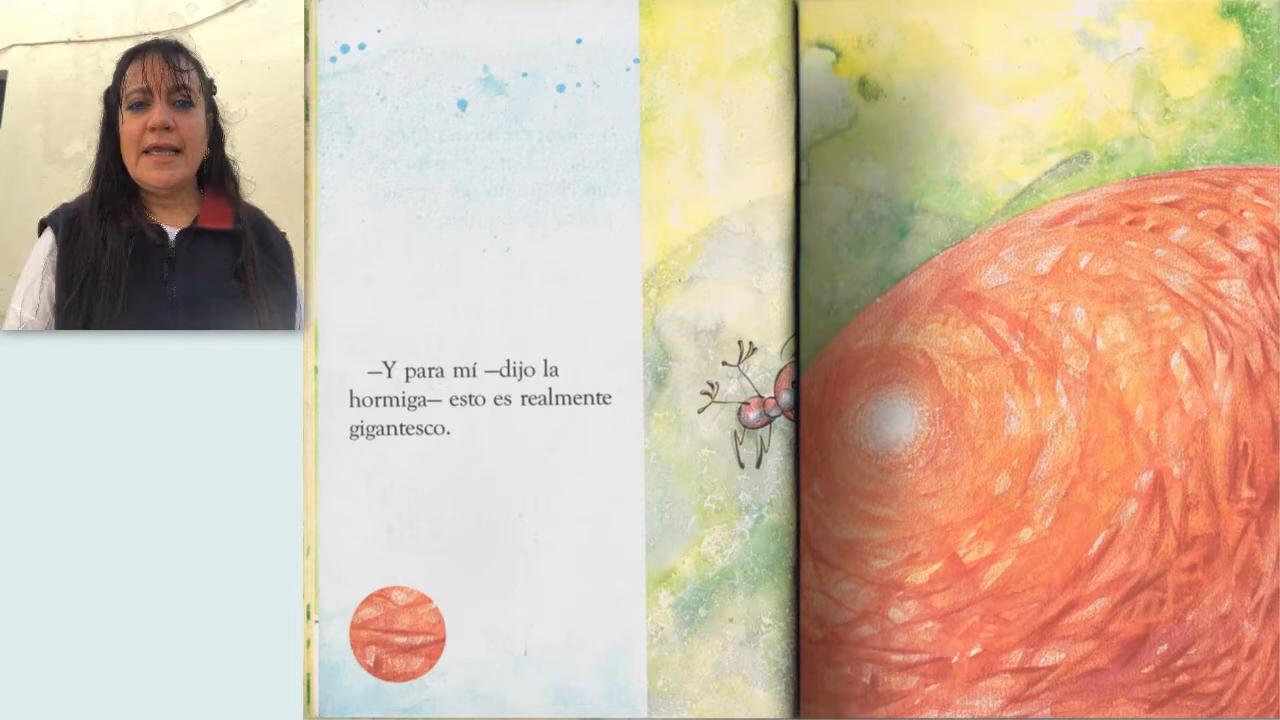 —Y para mí —dijo la
hormiga— esto es realmente
gigantesco.